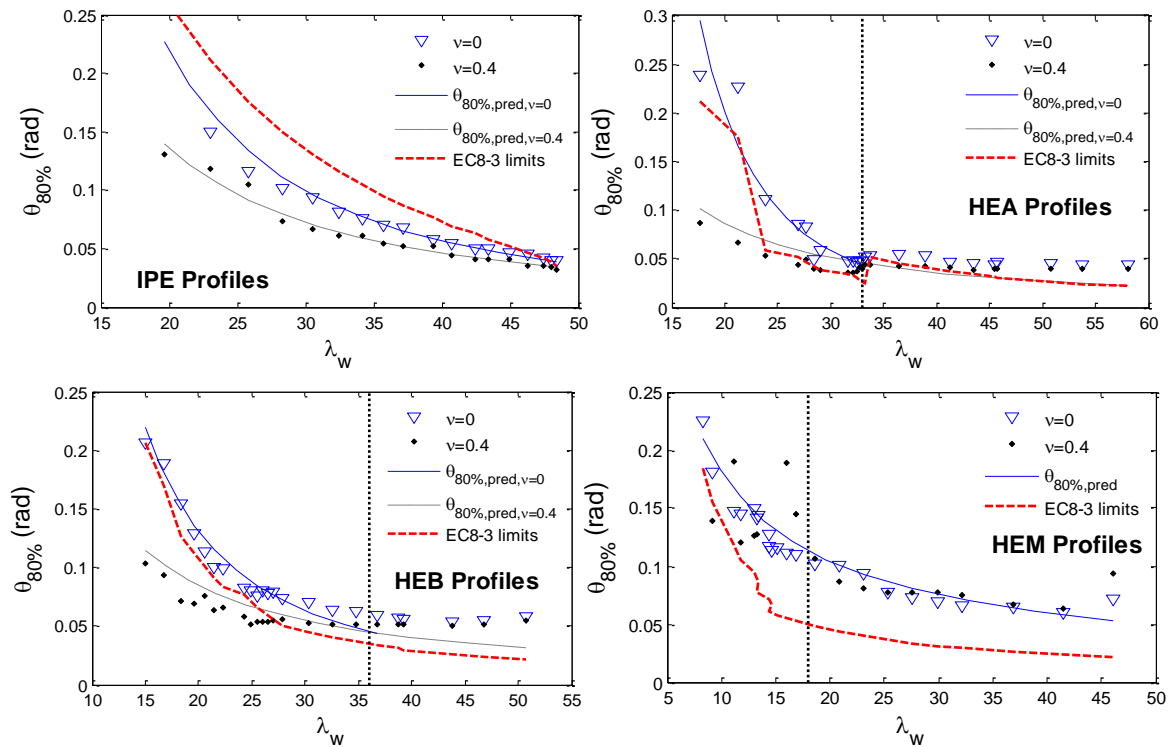 0.25
0.2
0.15
0.1
0.05
0
15 20 25 30 35 40 45 50
θ80% (rad)
λw
ν=0
ν=0.4
θ80%,pred,ν=0
θ80%,pred,ν=0.4
EC8-3 limits
IPE Profiles
0.3
0.25
0.2
0.15
0.1
0.05
0
15 20 25 30 35 40 45 50 55 60
θ80% (rad)
λw
ν=0
ν=0.4
θ80%,pred,ν=0
θ80%,pred,ν=0.4
EC8-3 limits
HEA Profiles
0.25
0.2
0.15
0.1
0.05
0
10 15 20 25 30 35 40 45 50 55
θ80% (rad)
λw
ν=0
ν=0.4
θ80%,pred,ν=0
θ80%,pred,ν=0.4
EC8-3 limits
HEB Profiles
0.25
0.2
0.15
0.1
0.05
0
5 10 15 20 25 30 35 40 45 50
θ80% (rad)
λw
ν=0
ν=0.4
θ80%,pred
EC8-3 limits
HEM Profiles